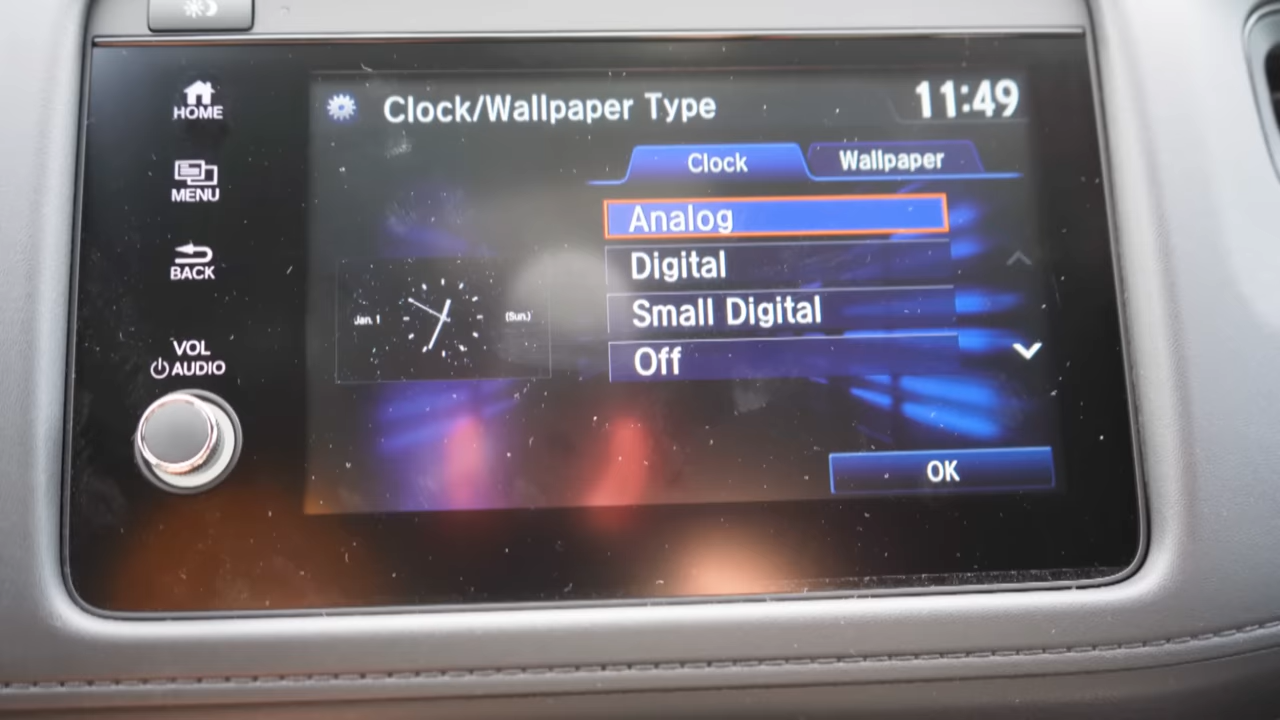 HOME
MENU
BACK
VOL
AUDIO
Clock/Wallpaper Type
11:49
Clock
Wallpaper
Analog
Digital
Small Digital
Off
Jan. 1
(Sun.)
OK